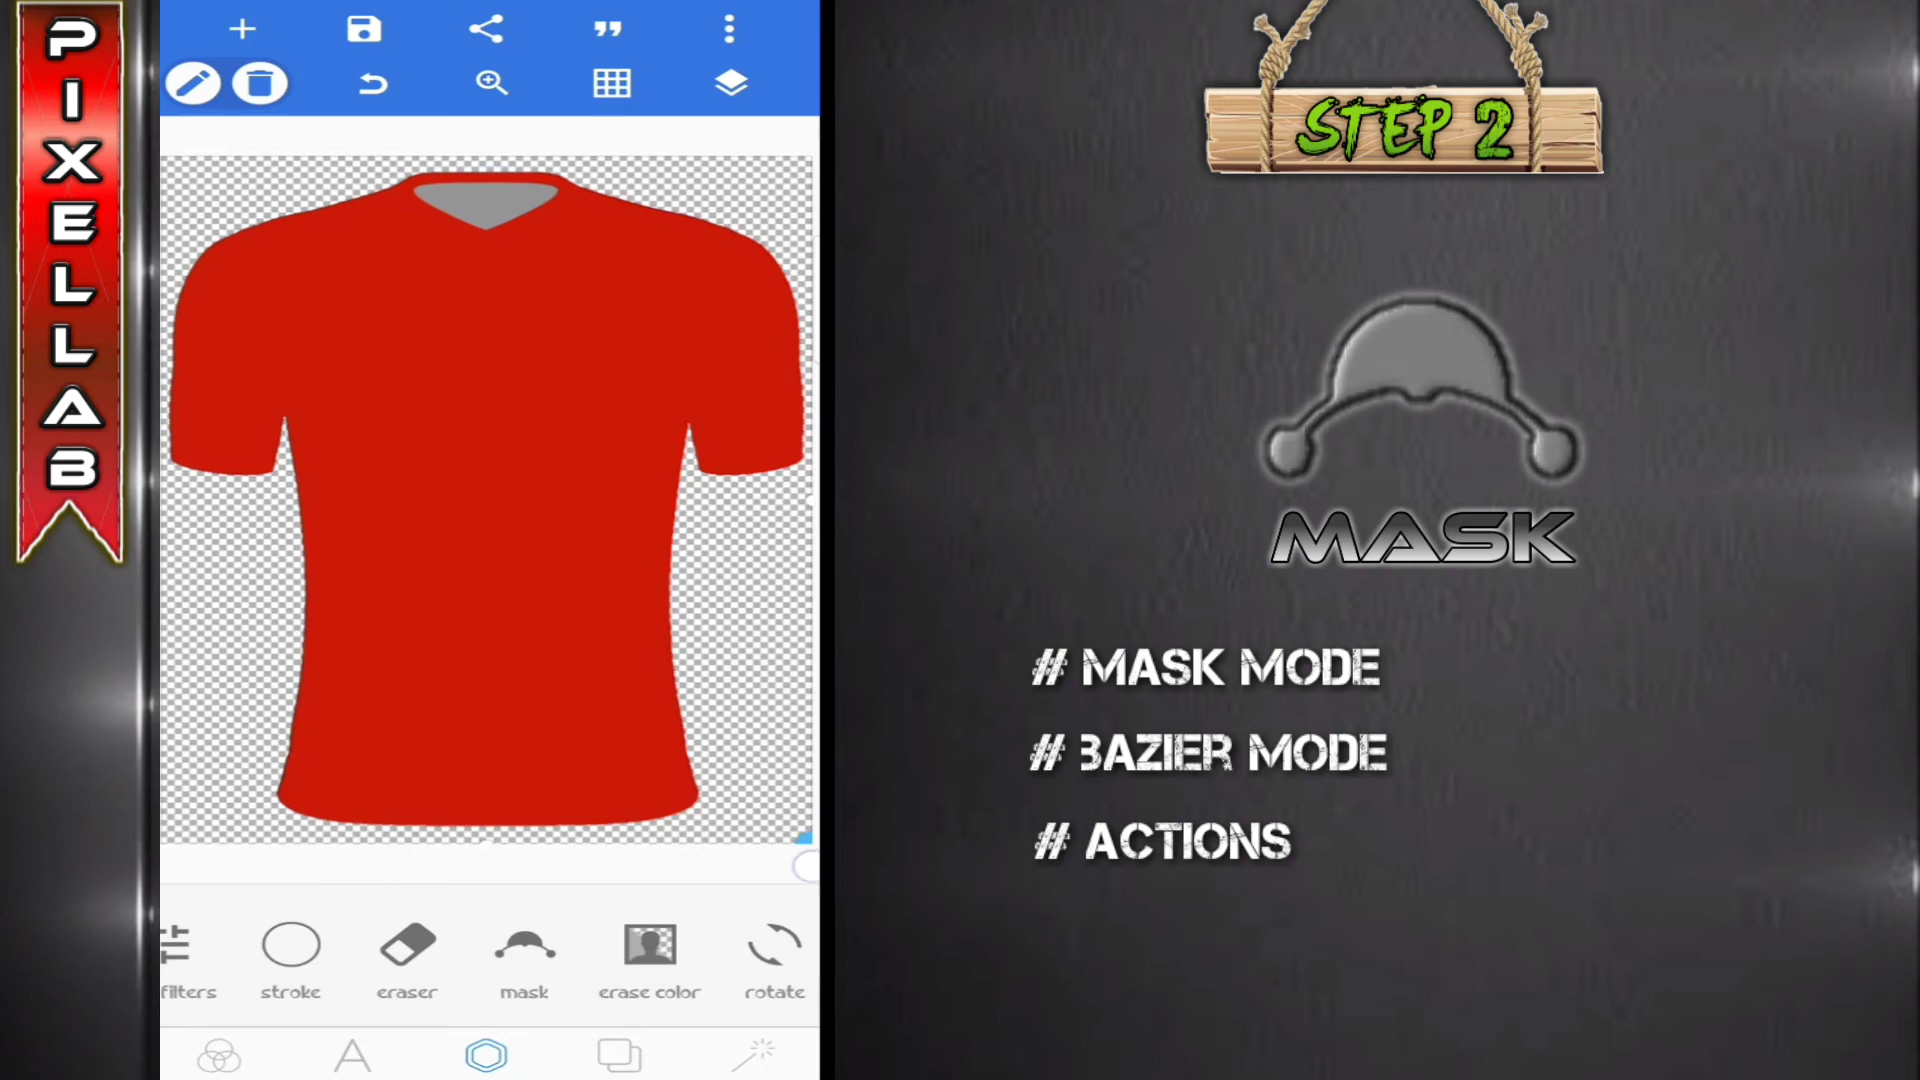 PIXELLAB
STEP 2
MASK
# MASK MODE
# BAZIER MODE
# ACTIONS
filters
stroke
eraser
mask
erase color
rotate